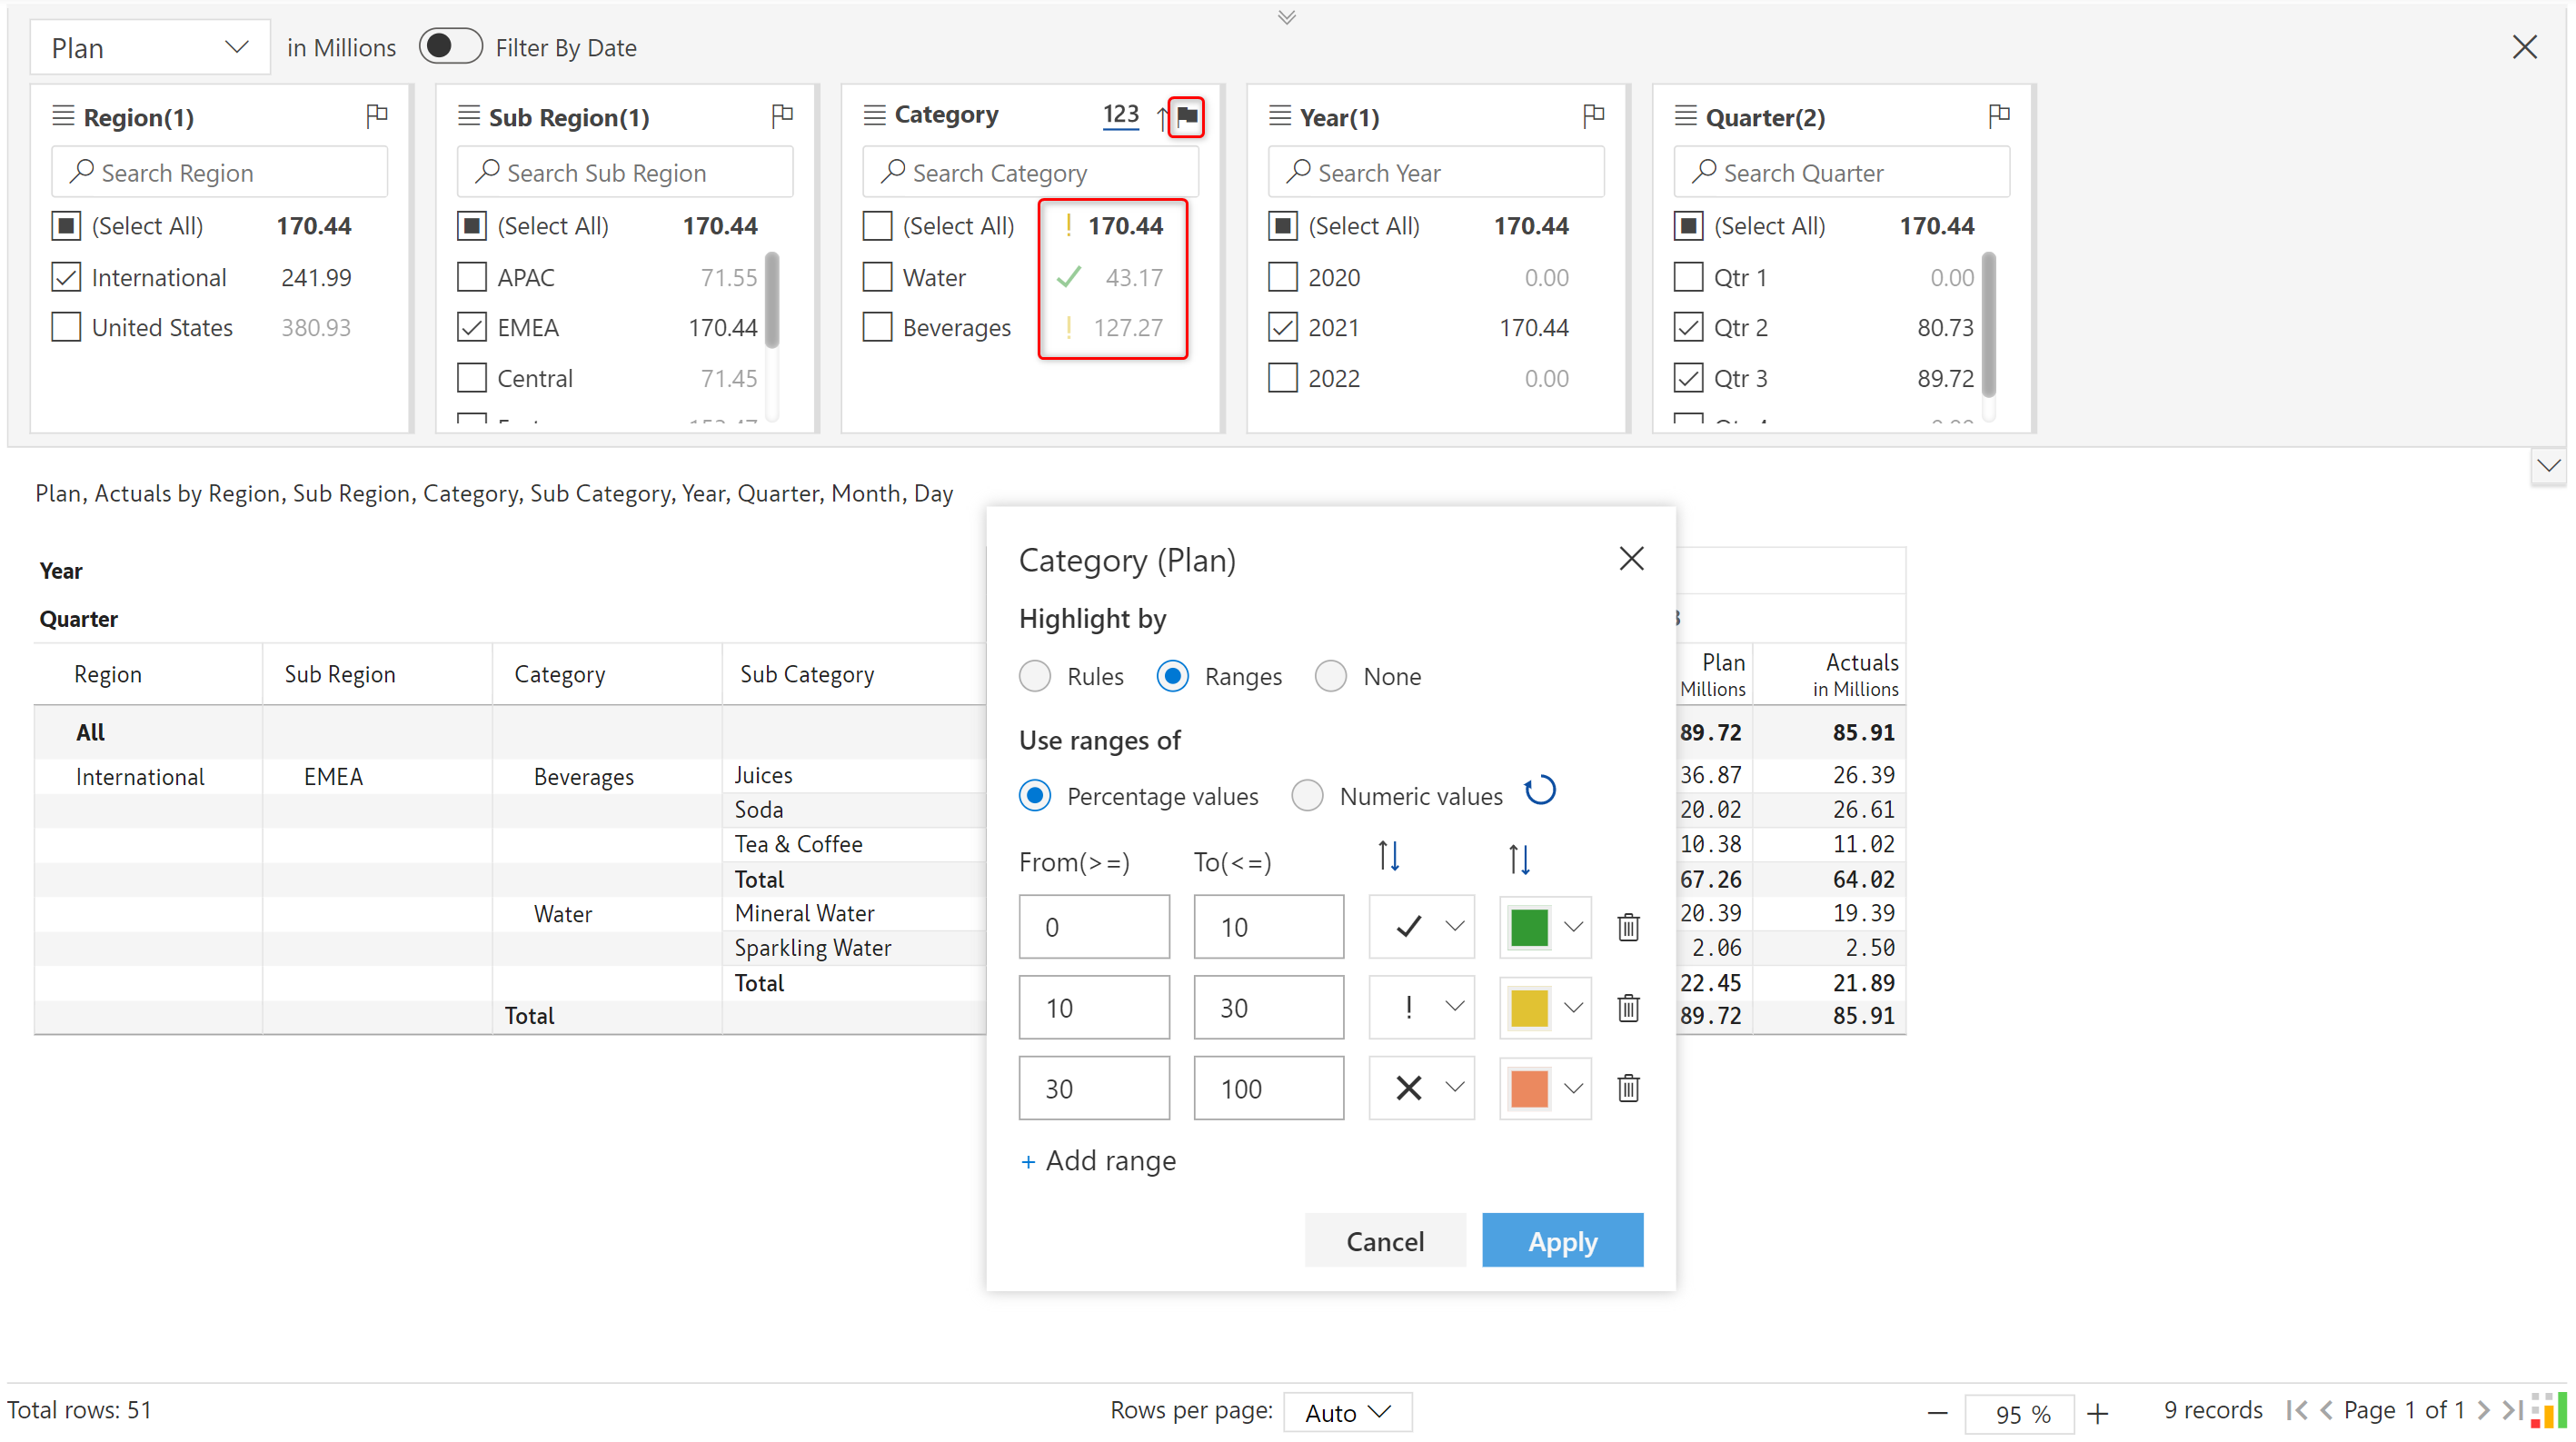 Plan in Millions Filter By Date
Region(1) Sub Region(1) Category 123 Year(1) Quarter(2)
Search Region Search Sub Region Search Category Search Year Search Quarter
(Select All) 170.44 (Select All) 170.44 (Select All) ! 170.44 (Select All) 170.44 (Select All) 170.44
International 241.99 APAC 71.55 Water 43.17 2020 0.00 Qtr 1 0.00
United States 380.93 EMEA 170.44 Beverages ! 127.27 2021 170.44 Qtr 2 80.73
Central 71.45 2022 0.00 Qtr 3 89.72
Plan, Actuals by Region, Sub Region, Category, Sub Category, Year, Quarter, Month, Day
Year
Quarter
Region Sub Region Category Sub Category Plan Actuals
Millions in Millions
All 89.72 85.91
International EMEA Beverages Juices 36.87 26.39
Soda 20.02 26.61
Tea & Coffee 10.38 11.02
Total 67.26 64.02
Water Mineral Water 20.39 19.39
Sparkling Water 2.06 2.50
Total 22.45 21.89
Total 89.72 85.91
Category (Plan)
Highlight by
Rules Ranges None
Use ranges of
Percentage values Numeric values
From(>=) To(<=)
0 10
10 30 !
30 100
+ Add range
Cancel Apply
Total rows: 51 Rows per page: Auto 95 % 9 records Page 1 of 1